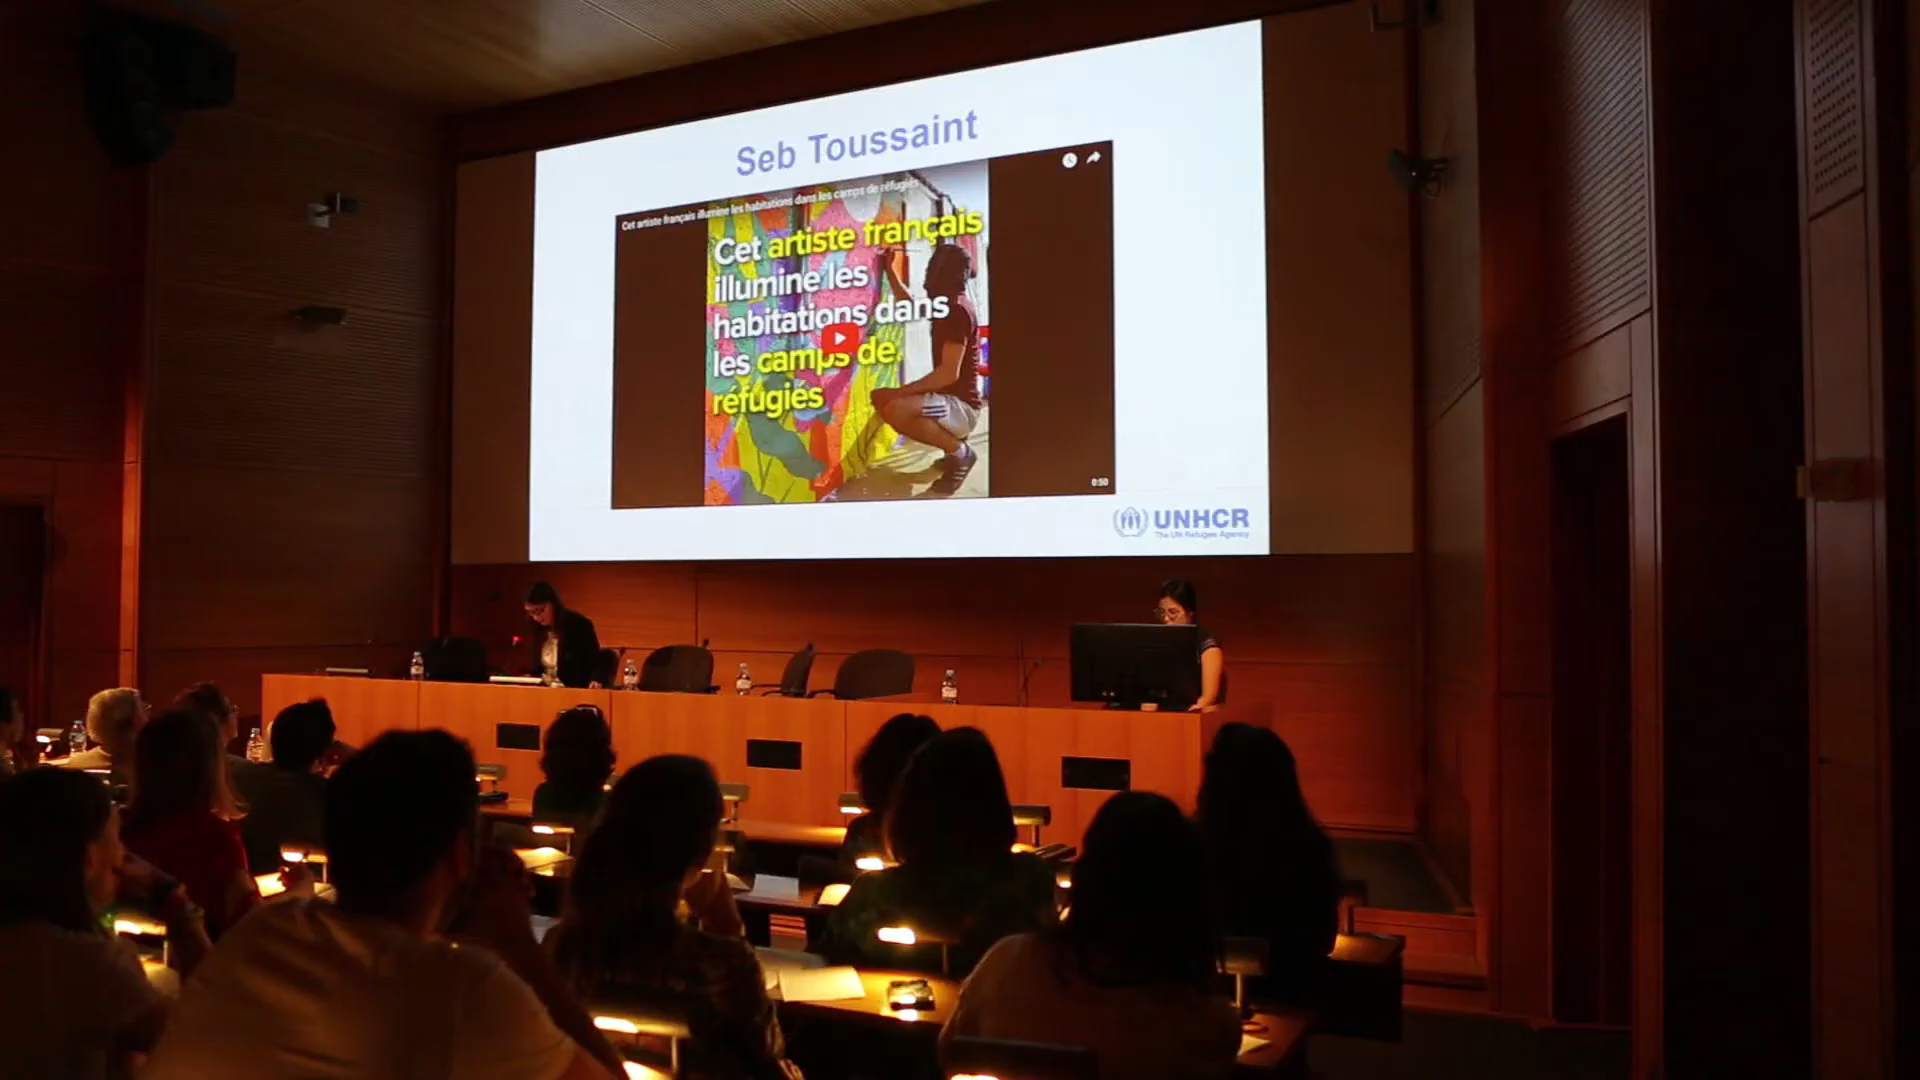 Seb Toussaint
Cet artiste français illumine les habitations dans les camps de réfugiés
Cet artiste français
illumine les
habitations dans
les camps de
réfugiés
0:50
UNHCR
The UN Refugee Agency